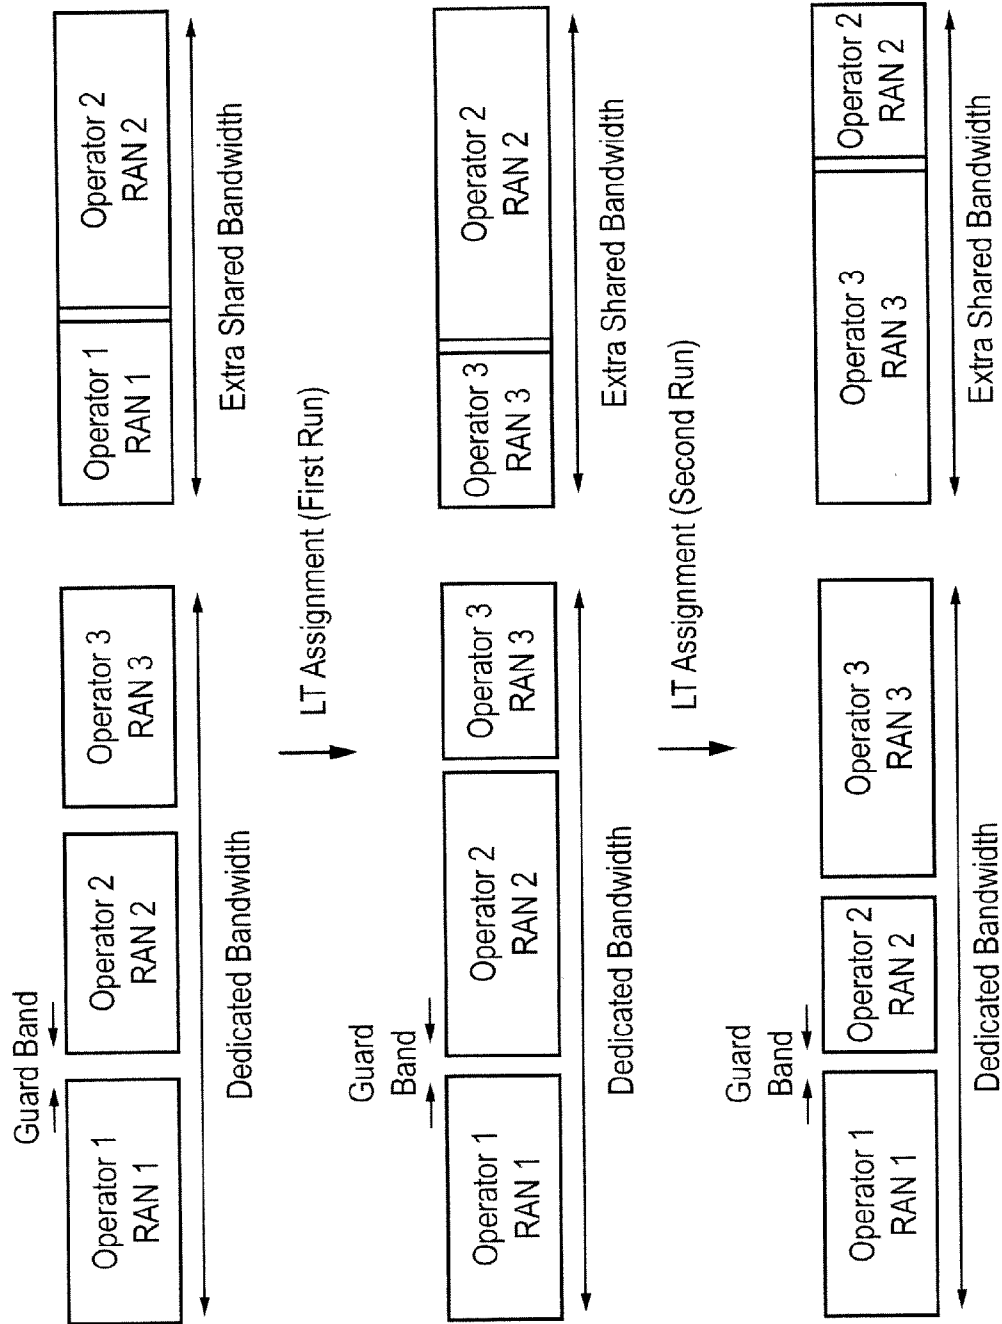 Guard Band
Operator 1
RAN 1
Operator 2
RAN 2
Operator 3
RAN 3
Dedicated Bandwidth
Operator 1
RAN 1
Operator 2
RAN 2
Extra Shared Bandwidth
LT Assignment (First Run)
Guard
Band
Operator 1
RAN 1
Operator 2
RAN 2
Operator 3
RAN 3
Dedicated Bandwidth
Operator 3
RAN 3
Operator 2
RAN 2
Extra Shared Bandwidth
LT Assignment (Second Run)
Guard
Band
Operator 1
RAN 1
Operator 2
RAN 2
Operator 3
RAN 3
Dedicated Bandwidth
Operator 3
RAN 3
Operator 2
RAN 2
Extra Shared Bandwidth